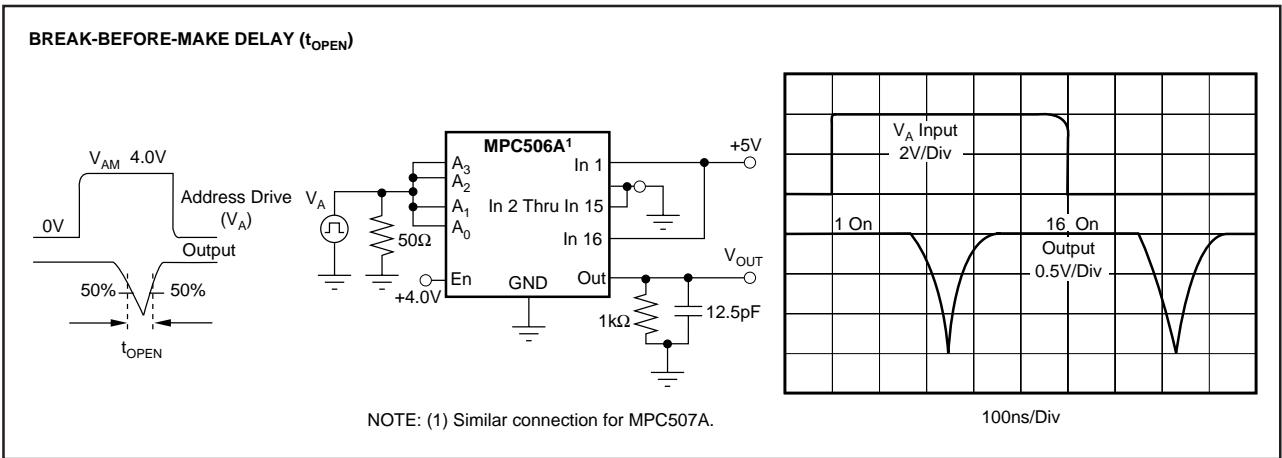 BREAK-BEFORE-MAKE DELAY (tOPEN)
VAM 4.0V
0V
Address Drive
(VA)
Output
50%
50%
tOPEN
VA
50Ω
+4.0V
MPC506A1
A3
A2
A1
A0
En
GND
In 1
In 2 Thru In 15
In 16
Out
+5V
VOUT
1kΩ
12.5pF
VA Input
2V/Div
1 On
16 On
Output
0.5V/Div
100ns/Div
NOTE: (1) Similar connection for MPC507A.